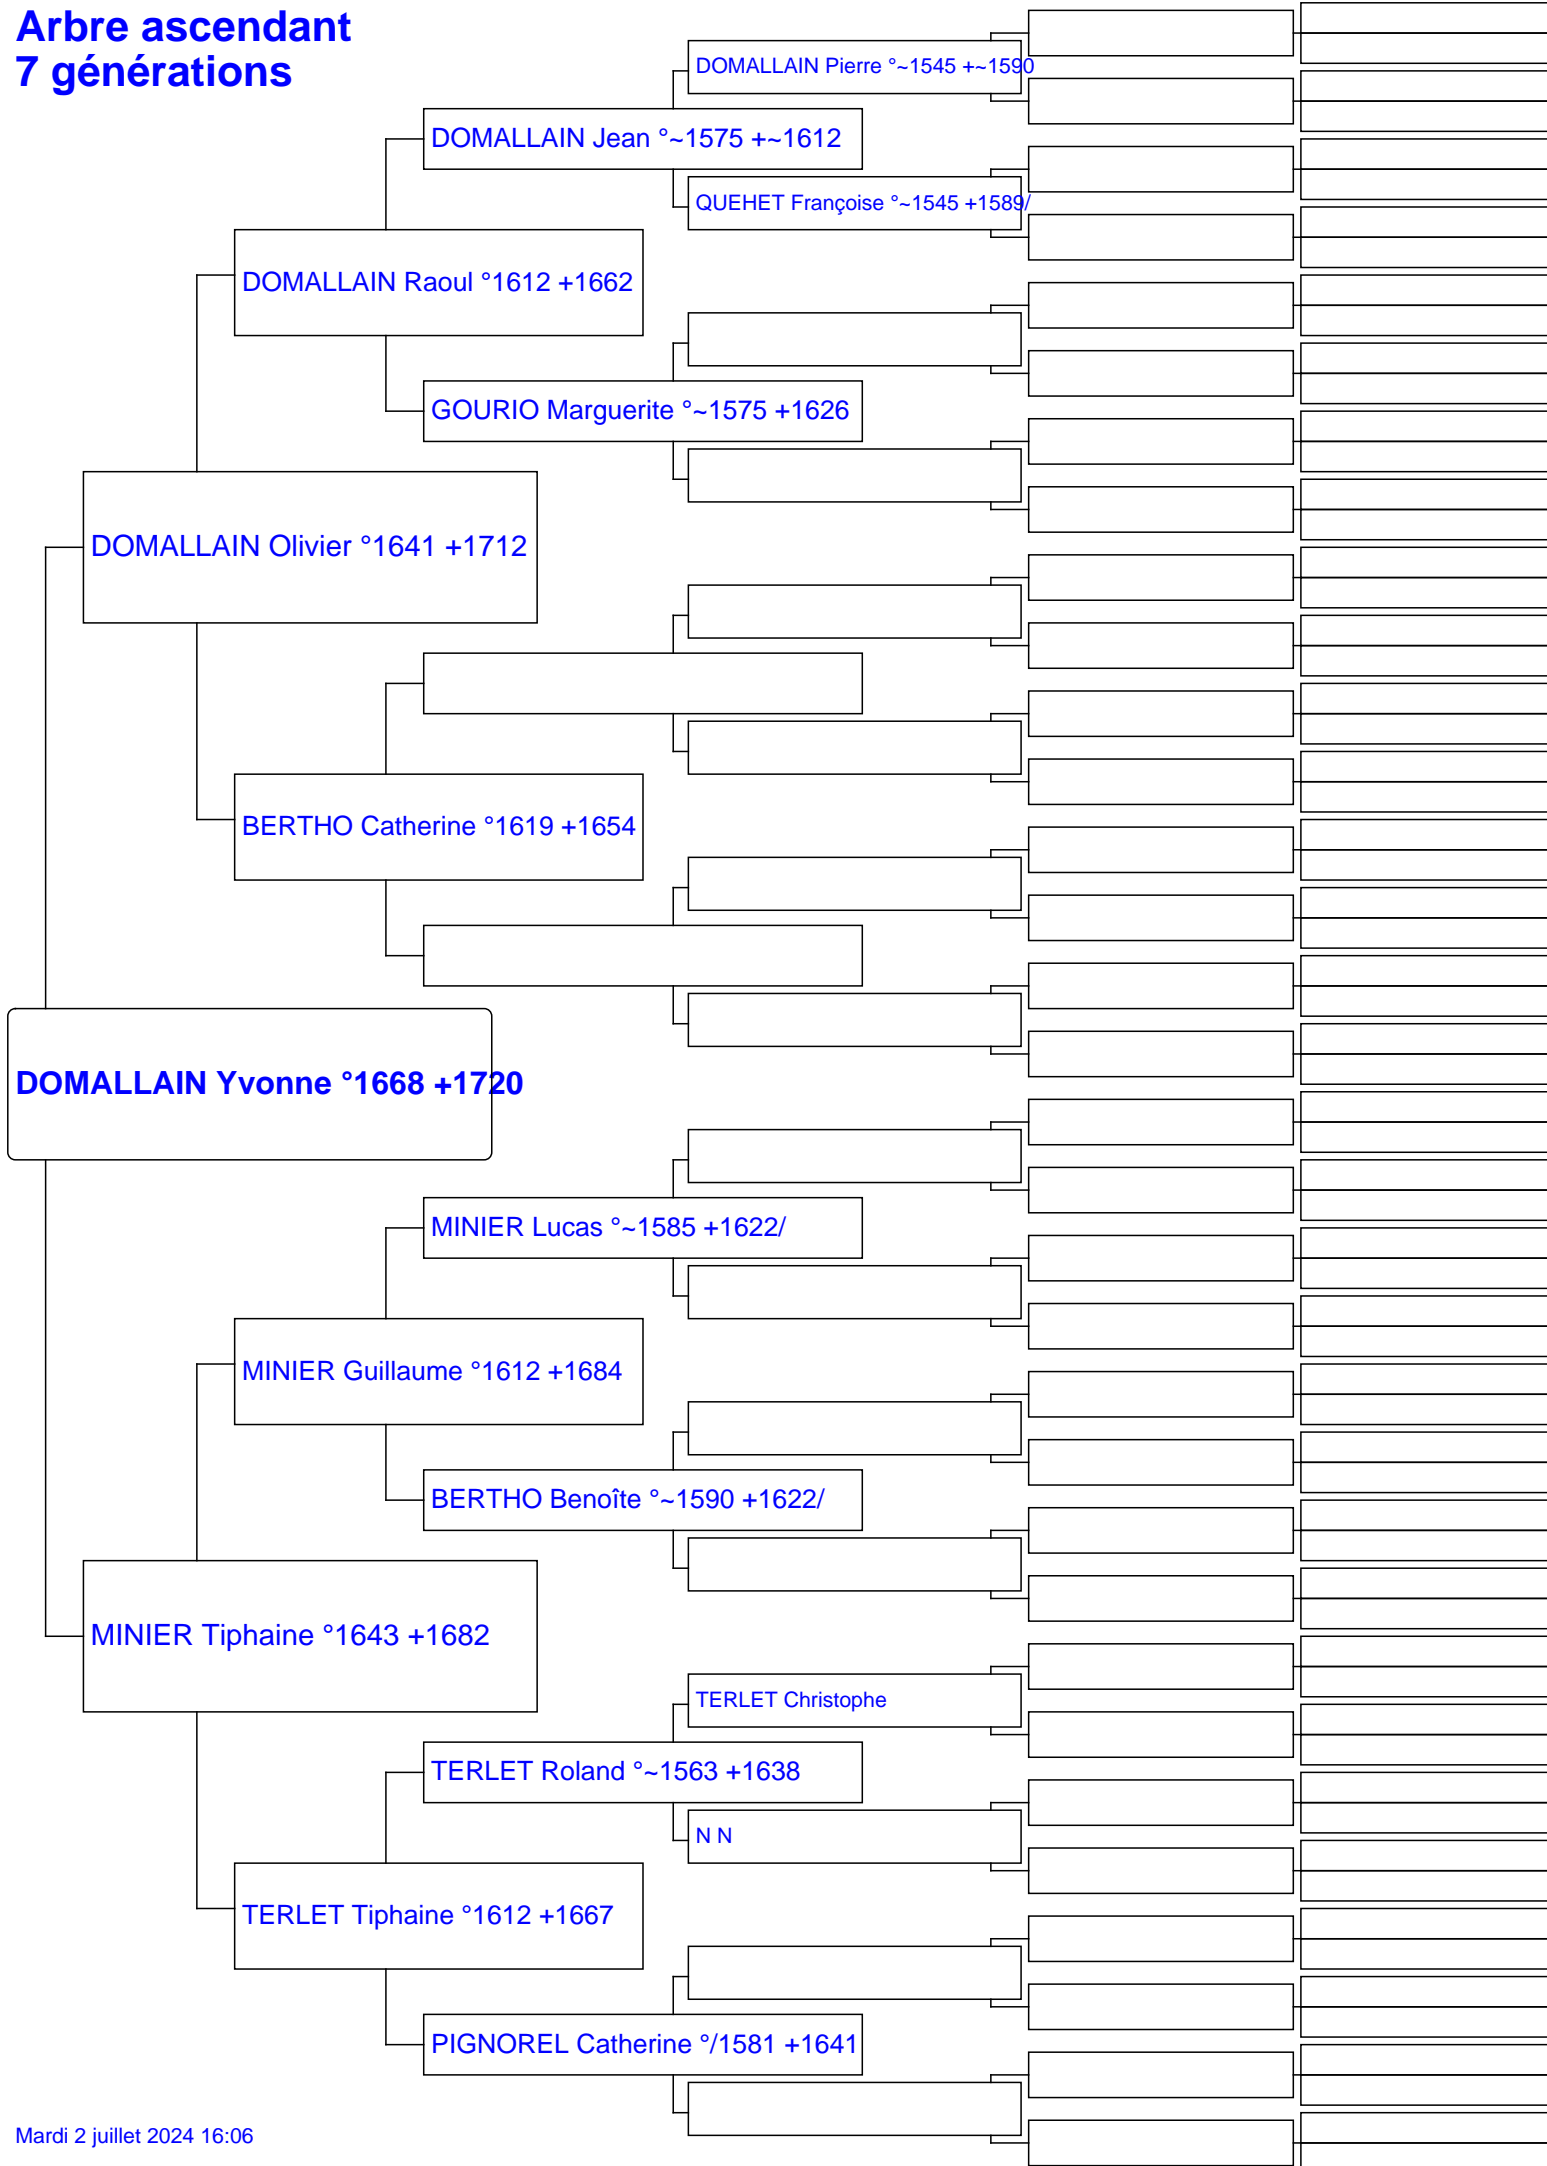 Arbre ascendant
7 générations
DOMALLAIN Pierre °~1545 +~1590
DOMALLAIN Jean °~1575 +~1612
QUEHET Françoise °~1545 +1589/
DOMALLAIN Raoul °1612 +1662
GOURIO Marguerite °~1575 +1626
DOMALLAIN Olivier °1641 +1712
BERTHO Catherine °1619 +1654
DOMALLAIN Yvonne °1668 +1720
MINIER Lucas °~1585 +1622/
MINIER Guillaume °1612 +1684
BERTHO Benoîte °~1590 +1622/
MINIER Tiphaine °1643 +1682
TERLET Christophe
TERLET Roland °~1563 +1638
N N
TERLET Tiphaine °1612 +1667
PIGNOREL Catherine °/1581 +1641
Mardi 2 juillet 2024 16:06